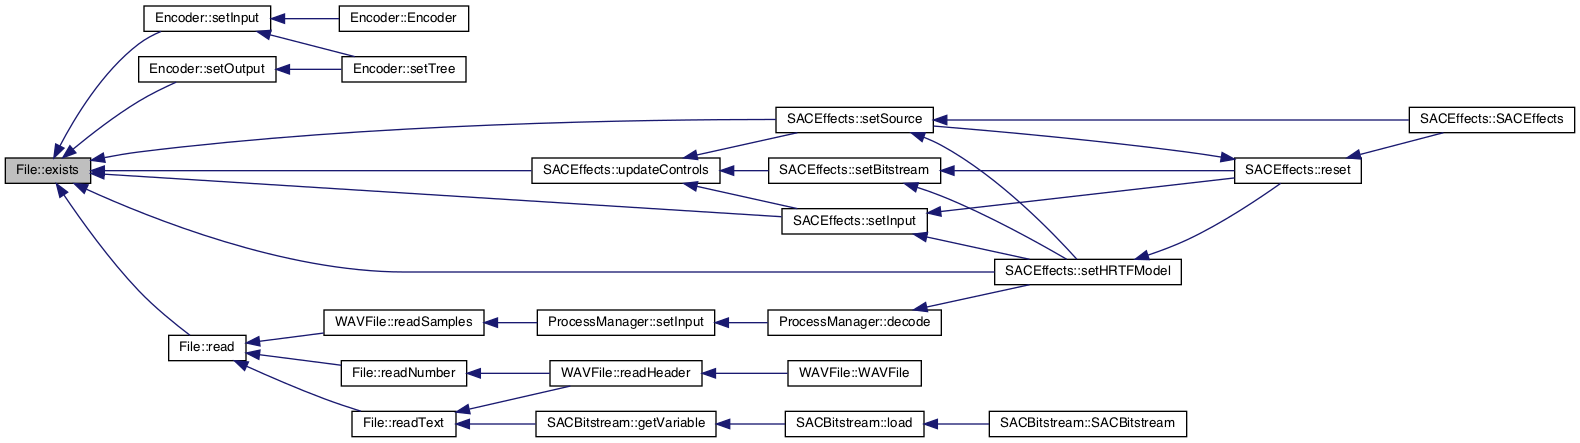 Encoder::setInput
Encoder::Encoder
Encoder::setOutput
Encoder::setTree
SACEffects::setSource
SACEffects::SACEffects
File::exists
SACEffects::updateControls
SACEffects::setBitstream
SACEffects::reset
SACEffects::setInput
SACEffects::setHRTFModel
WAVFile::readSamples
ProcessManager::setInput
ProcessManager::decode
File::read
File::readNumber
WAVFile::readHeader
WAVFile::WAVFile
File::readText
SACBitstream::getVariable
SACBitstream::load
SACBitstream::SACBitstream